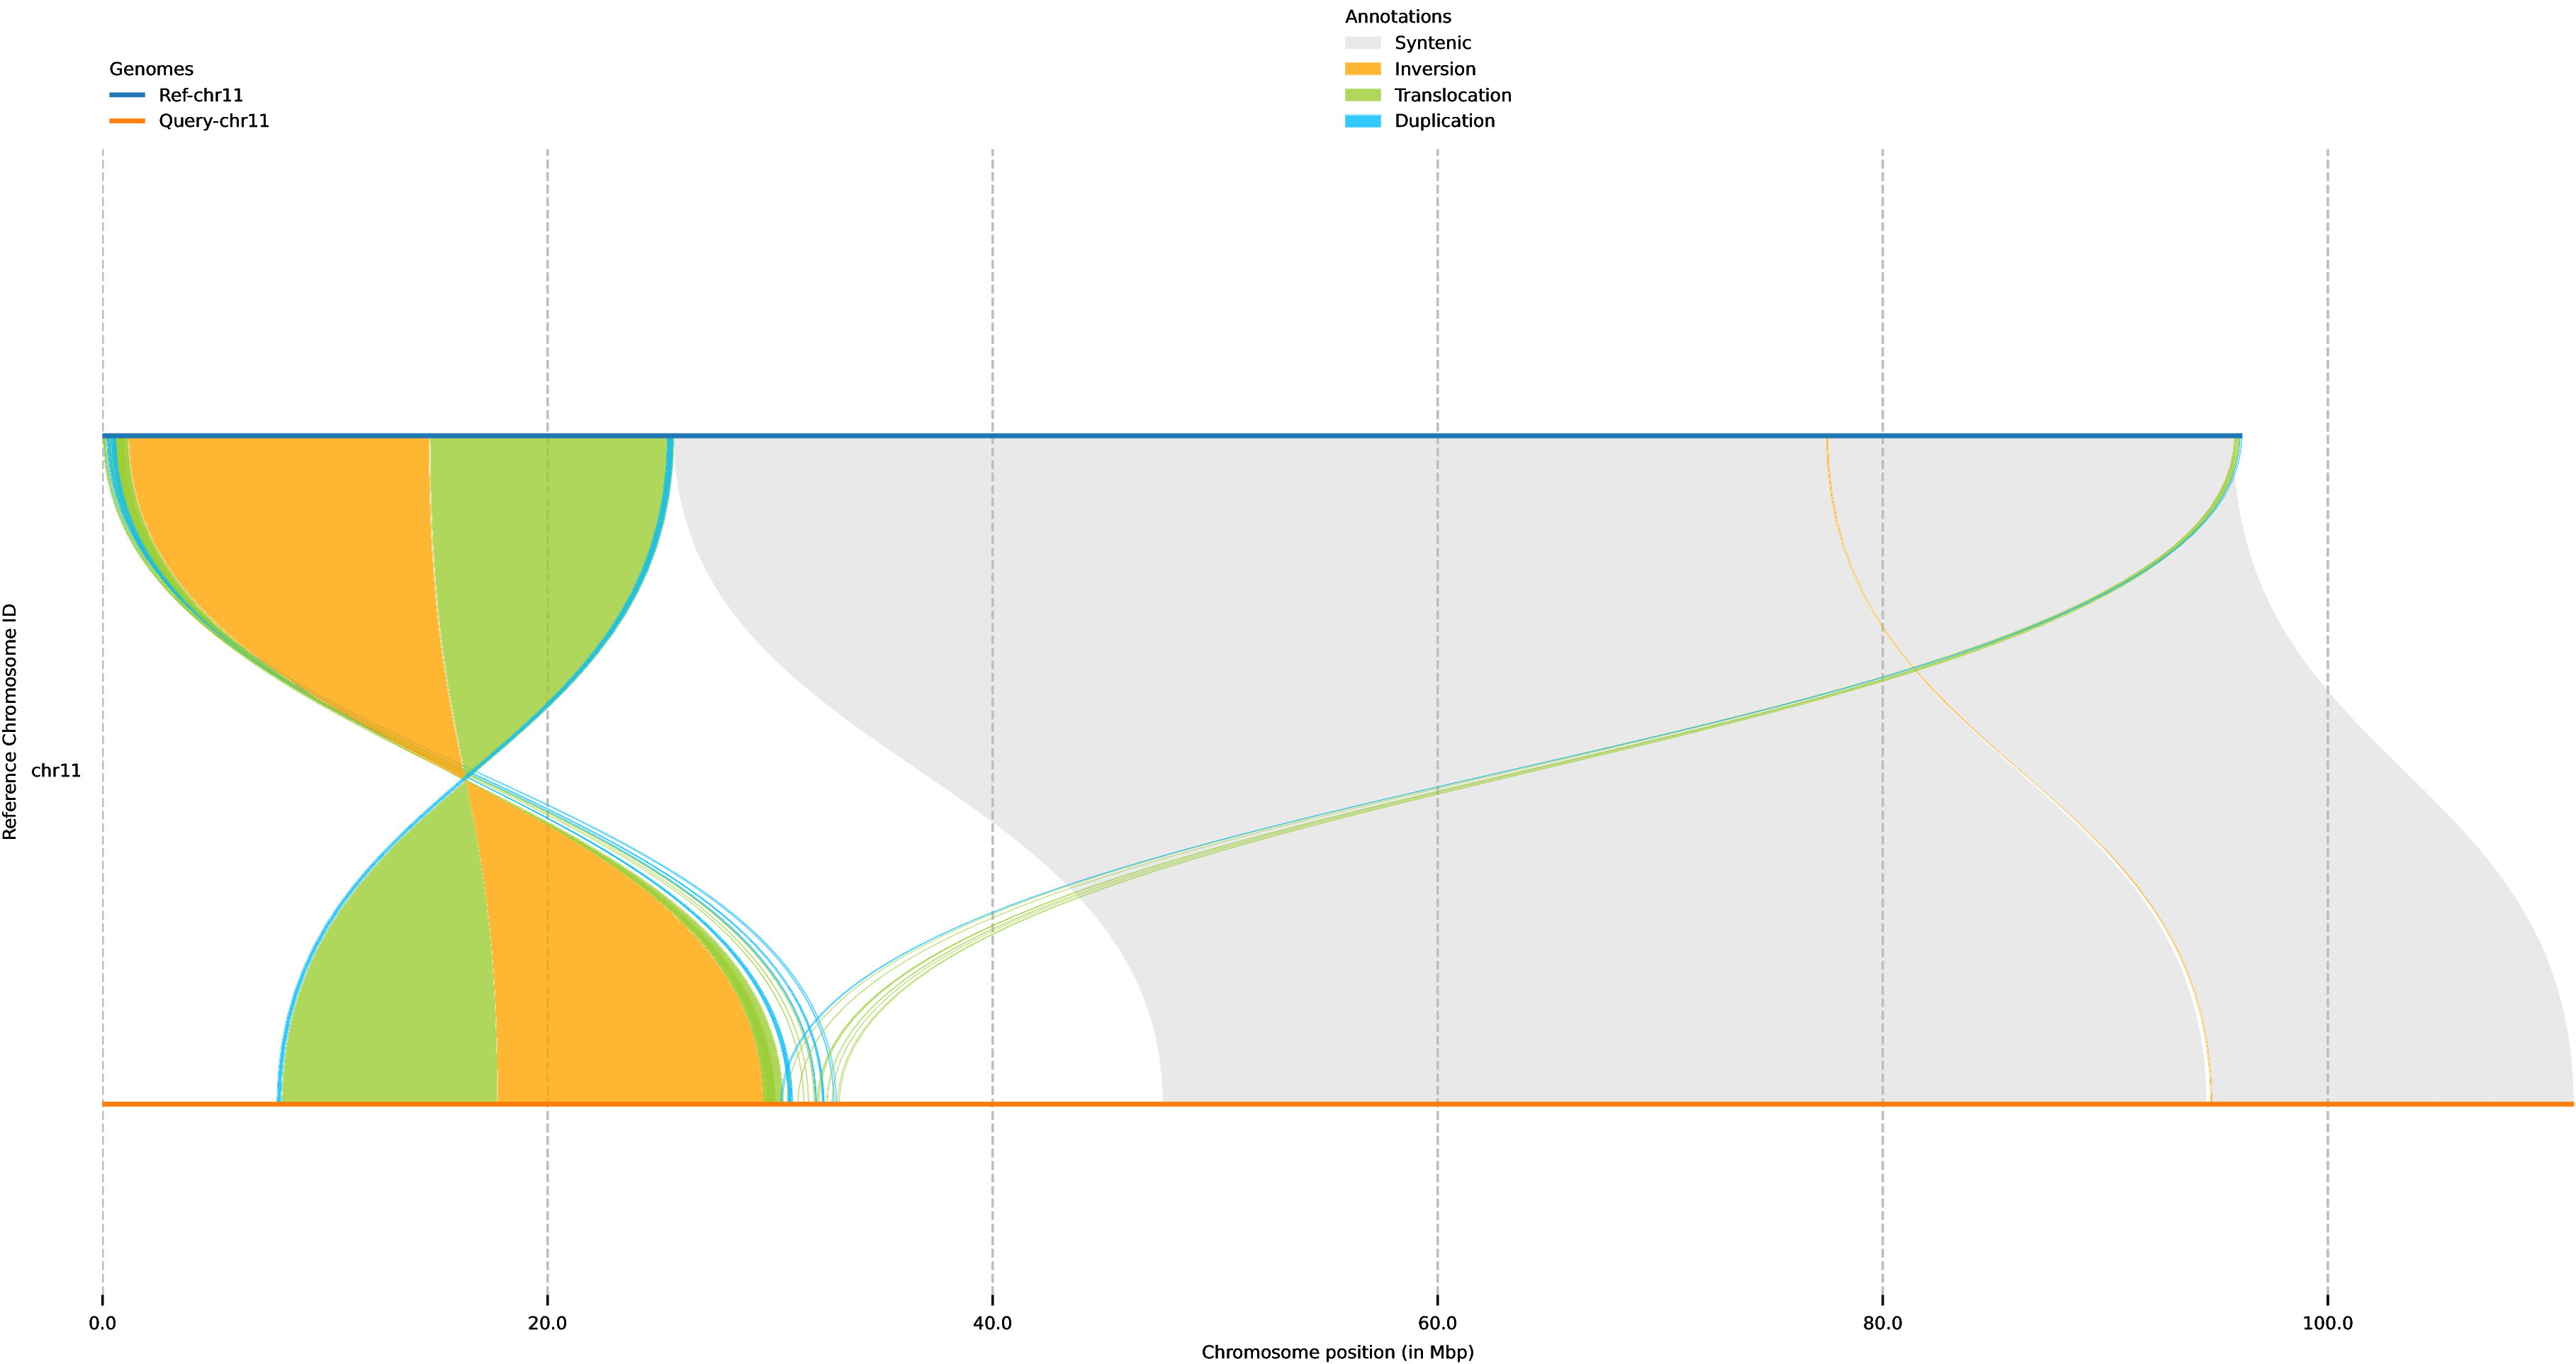 Genomes
Ref-chr11
Query-chr11
Annotations
Syntenic
Inversion
Translocation
Duplication
Reference Chromosome ID
chr11
0.0
20.0
40.0
60.0
80.0
100.0
Chromosome position (in Mbp)